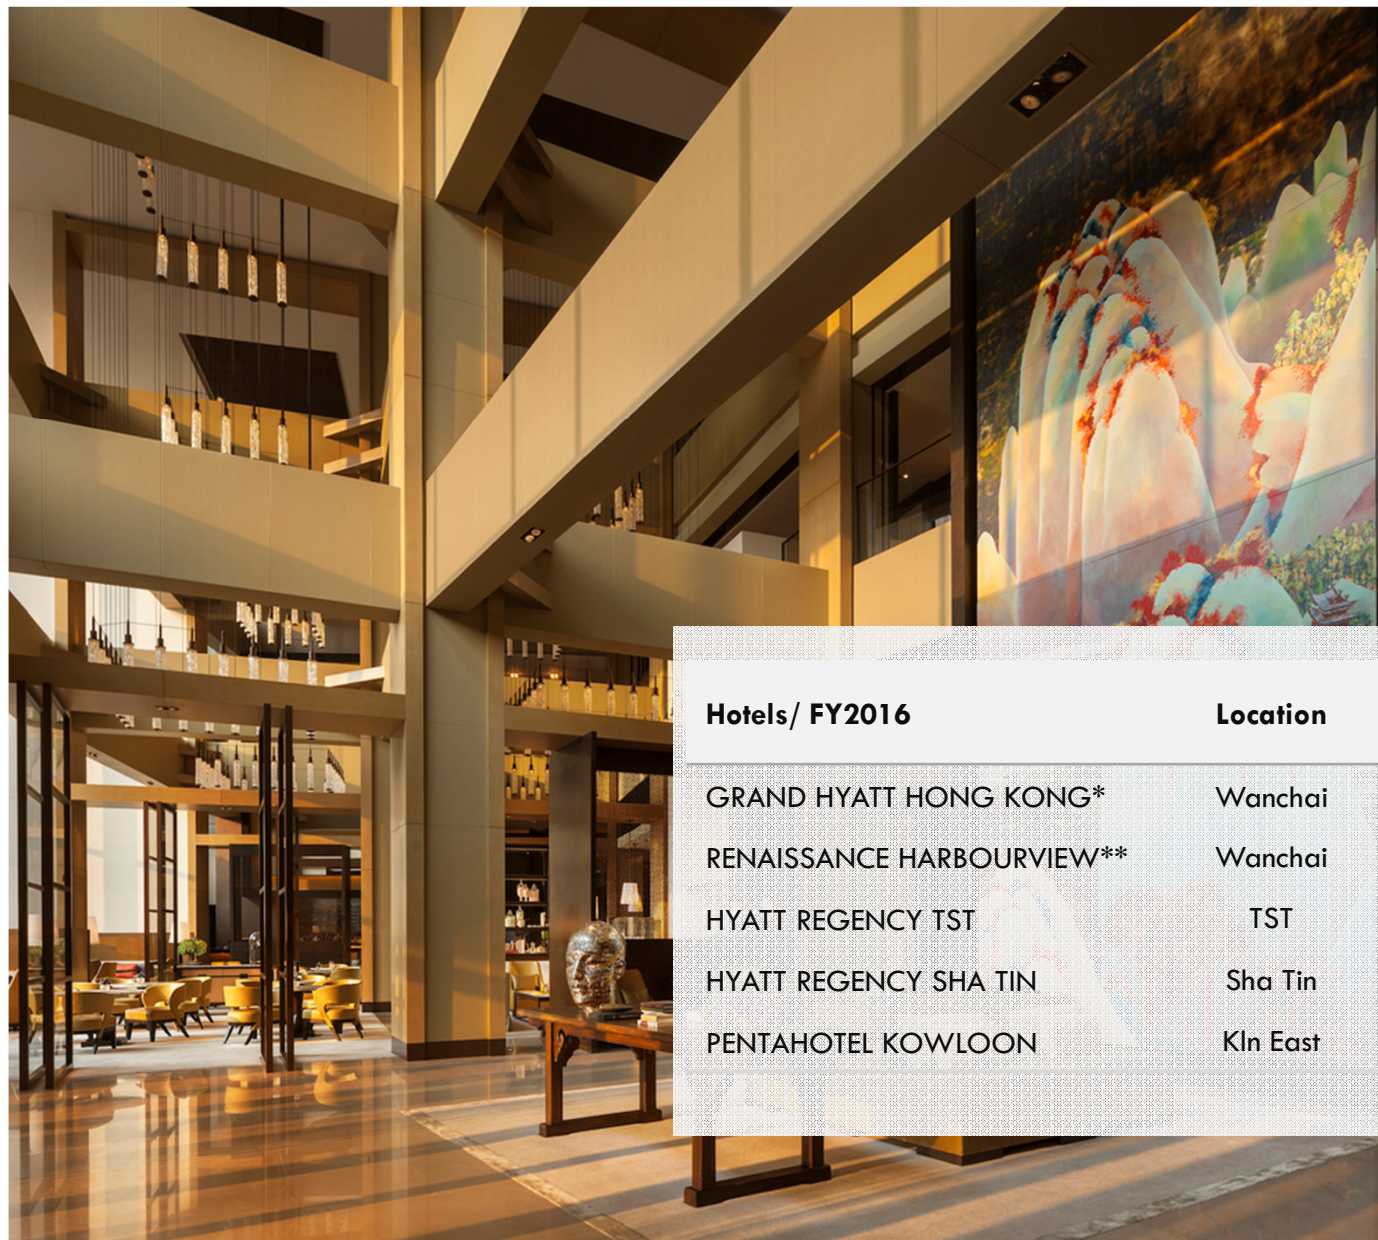 Hotels/ FY2016 Location
GRAND HYATT HONG KONG* Wanchai
RENAISSANCE HARBOURVIEW** Wanchai
HYATT REGENCY TST TST
HYATT REGENCY SHA TIN Sha Tin
PENTAHOTEL KOWLOON Kln East